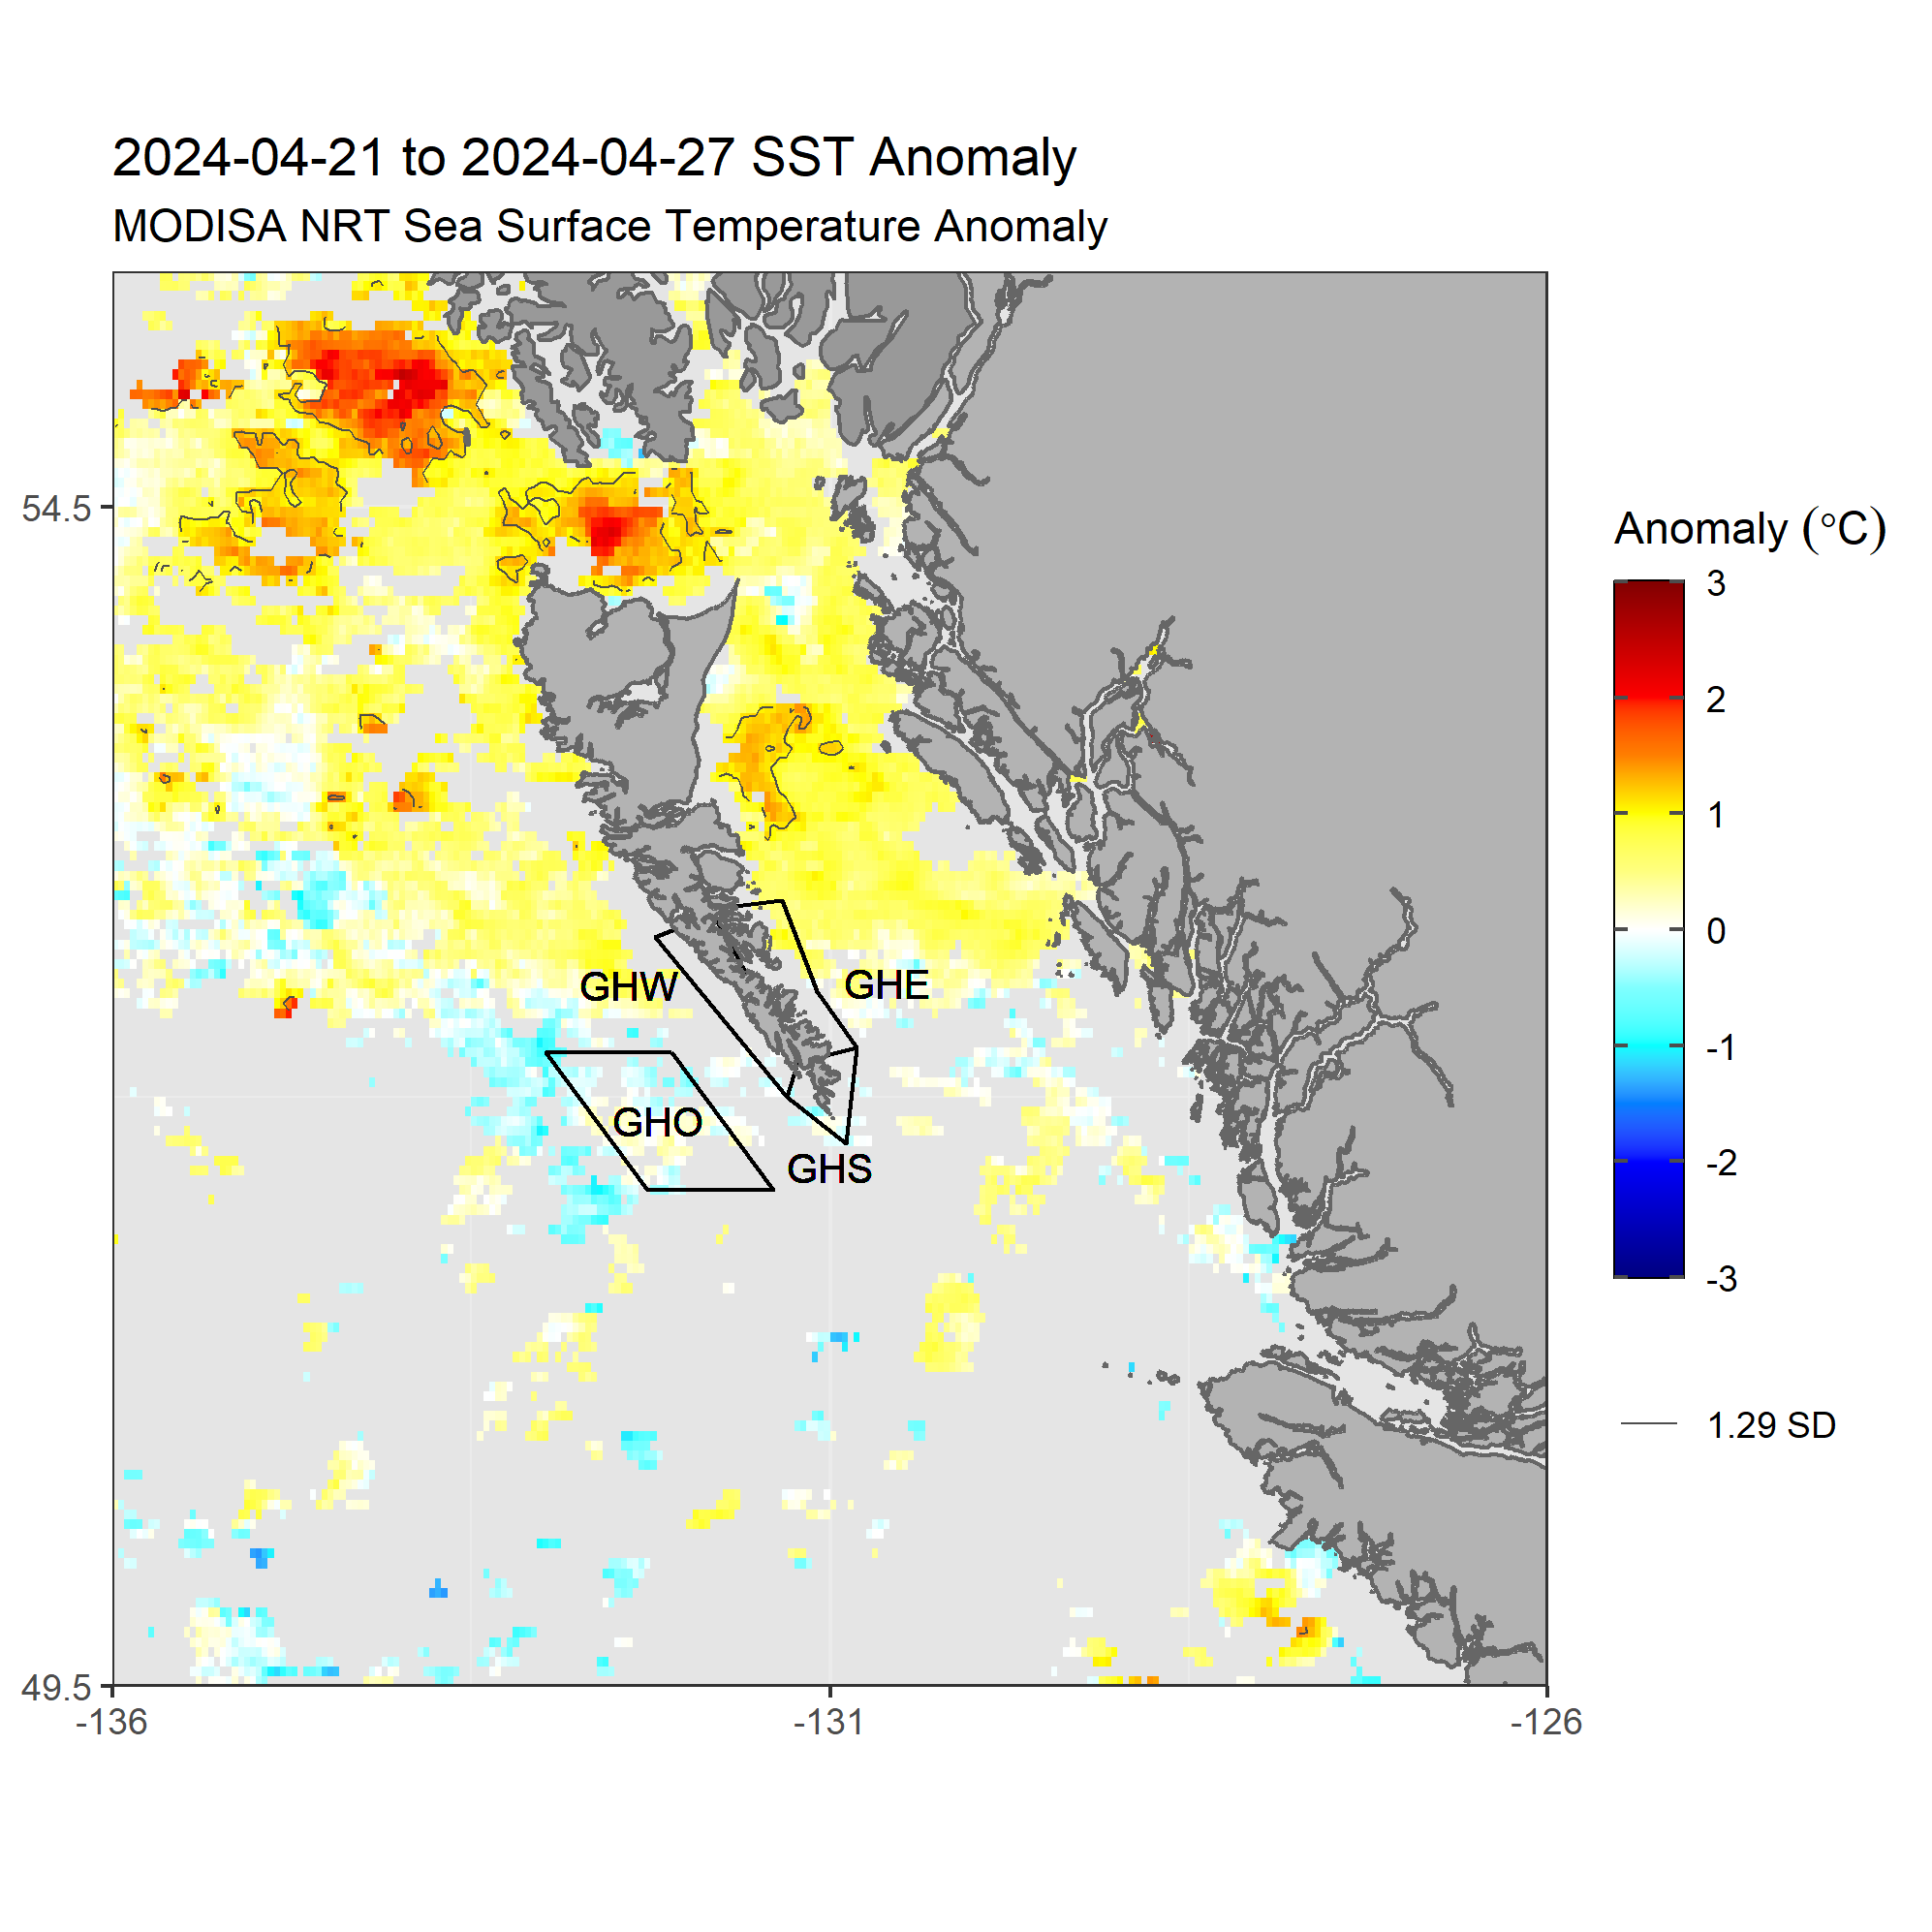 2024-04-21 to 2024-04-27 SST Anomaly
MODISA NRT Sea Surface Temperature Anomaly
54.5
49.5
-136
-131
-126
GHW
GHE
GHO
GHS
Anomaly (°C)
3
2
1
0
-1
-2
-3
1.29 SD